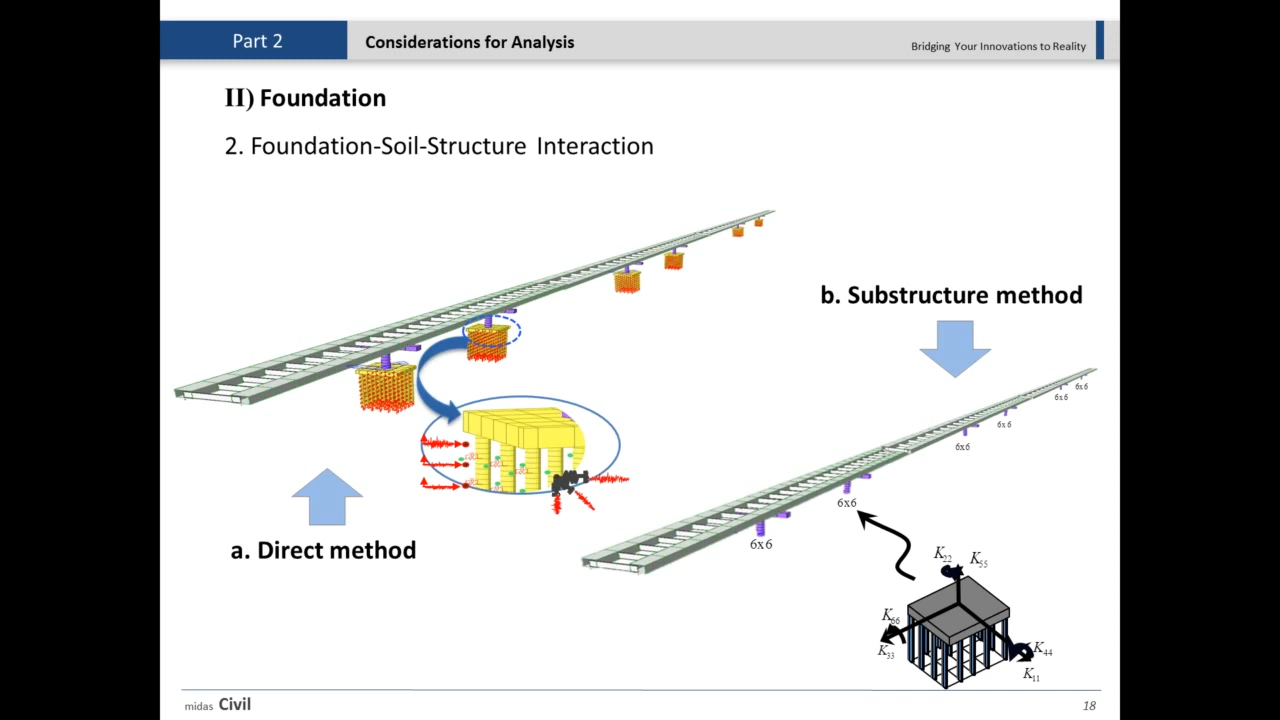 Part 2
Considerations for Analysis
Bridging Your Innovations to Reality
II) Foundation
2. Foundation-Soil-Structure Interaction
b. Substructure method
6x6
6x6
6x6
6x6
6x6
6x6
a. Direct method
K22
K55
K66
K33
K44
K11
midas Civil
18